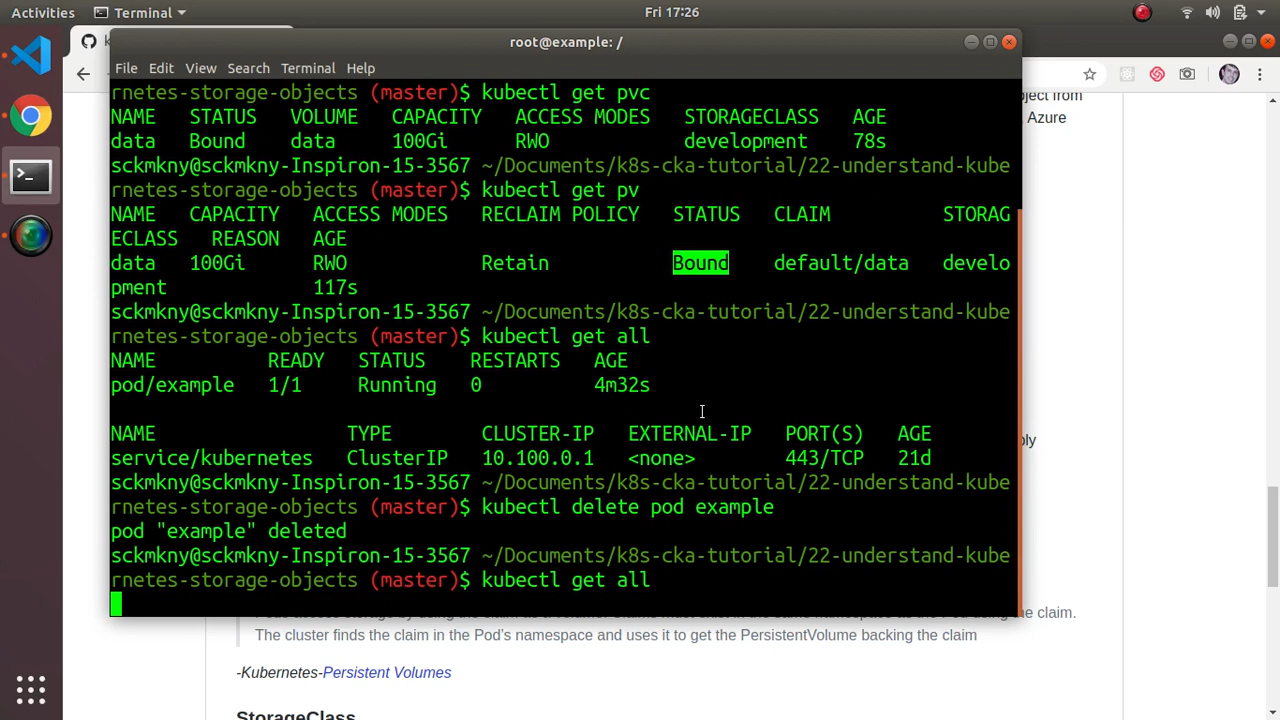 Activities Terminal Fri 17:26
root@example: /
File Edit View Search Terminal Help
rnetes-storage-objects (master)$ kubectl get pvc
NAME STATUS VOLUME CAPACITY ACCESS MODES STORAGECLASS AGE
data Bound data 100Gi RWO development 78s
sckmkny@sckmkny-Inspiron-15-3567 ~/Documents/k8s-cka-tutorial/22-understand-kube
rnetes-storage-objects (master)$ kubectl get pv
NAME CAPACITY ACCESS MODES RECLAIM POLICY STATUS CLAIM STORAG
ECLASS REASON AGE
data 100Gi RWO Retain Bound default/data develo
pment 117s
sckmkny@sckmkny-Inspiron-15-3567 ~/Documents/k8s-cka-tutorial/22-understand-kube
rnetes-storage-objects (master)$ kubectl get all
NAME READY STATUS RESTARTS AGE
pod/example 1/1 Running 0 4m32s
NAME TYPE CLUSTER-IP EXTERNAL-IP PORT(S) AGE
service/kubernetes ClusterIP 10.100.0.1 <none> 443/TCP 21d
sckmkny@sckmkny-Inspiron-15-3567 ~/Documents/k8s-cka-tutorial/22-understand-kube
rnetes-storage-objects (master)$ kubectl delete pod example
pod "example" deleted
sckmkny@sckmkny-Inspiron-15-3567 ~/Documents/k8s-cka-tutorial/22-understand-kube
rnetes-storage-objects (master)$ kubectl get all
from
Azure
the claim.
The cluster finds the claim in the Pod's namespace and uses it to get the PersistentVolume backing the claim
-Kubernetes-Persistent Volumes
StorageClass